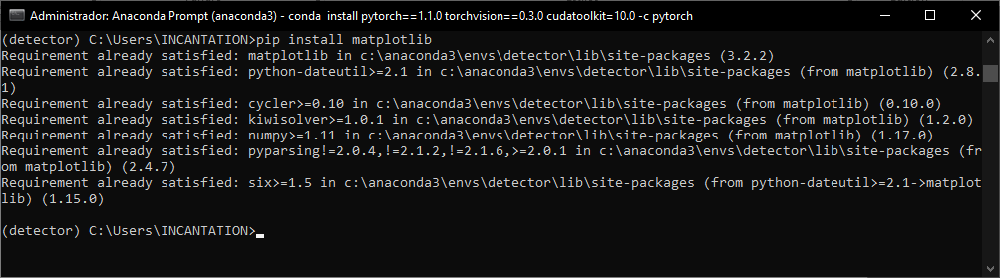 Administrador: Anaconda Prompt (anaconda3) - conda  install pytorch==1.1.0 torchvision==0.3.0 cudatoolkit=10.0 -c pytorch
(detector) C:\Users\INCANTATION>pip install matplotlib
Requirement already satisfied: matplotlib in c:\anaconda3\envs\detector\lib\site-packages (3.2.2)
Requirement already satisfied: python-dateutil>=2.1 in c:\anaconda3\envs\detector\lib\site-packages (from matplotlib) (2.8.
1)
Requirement already satisfied: cycler>=0.10 in c:\anaconda3\envs\detector\lib\site-packages (from matplotlib) (0.10.0)
Requirement already satisfied: kiwisolver>=1.0.1 in c:\anaconda3\envs\detector\lib\site-packages (from matplotlib) (1.2.0)
Requirement already satisfied: numpy>=1.11 in c:\anaconda3\envs\detector\lib\site-packages (from matplotlib) (1.17.0)
Requirement already satisfied: pyparsing!=2.0.4,!=2.1.2,!=2.1.6,>=2.0.1 in c:\anaconda3\envs\detector\lib\site-packages (fr
om matplotlib) (2.4.7)
Requirement already satisfied: six>=1.5 in c:\anaconda3\envs\detector\lib\site-packages (from python-dateutil>=2.1->matplot
lib) (1.15.0)
(detector) C:\Users\INCANTATION>